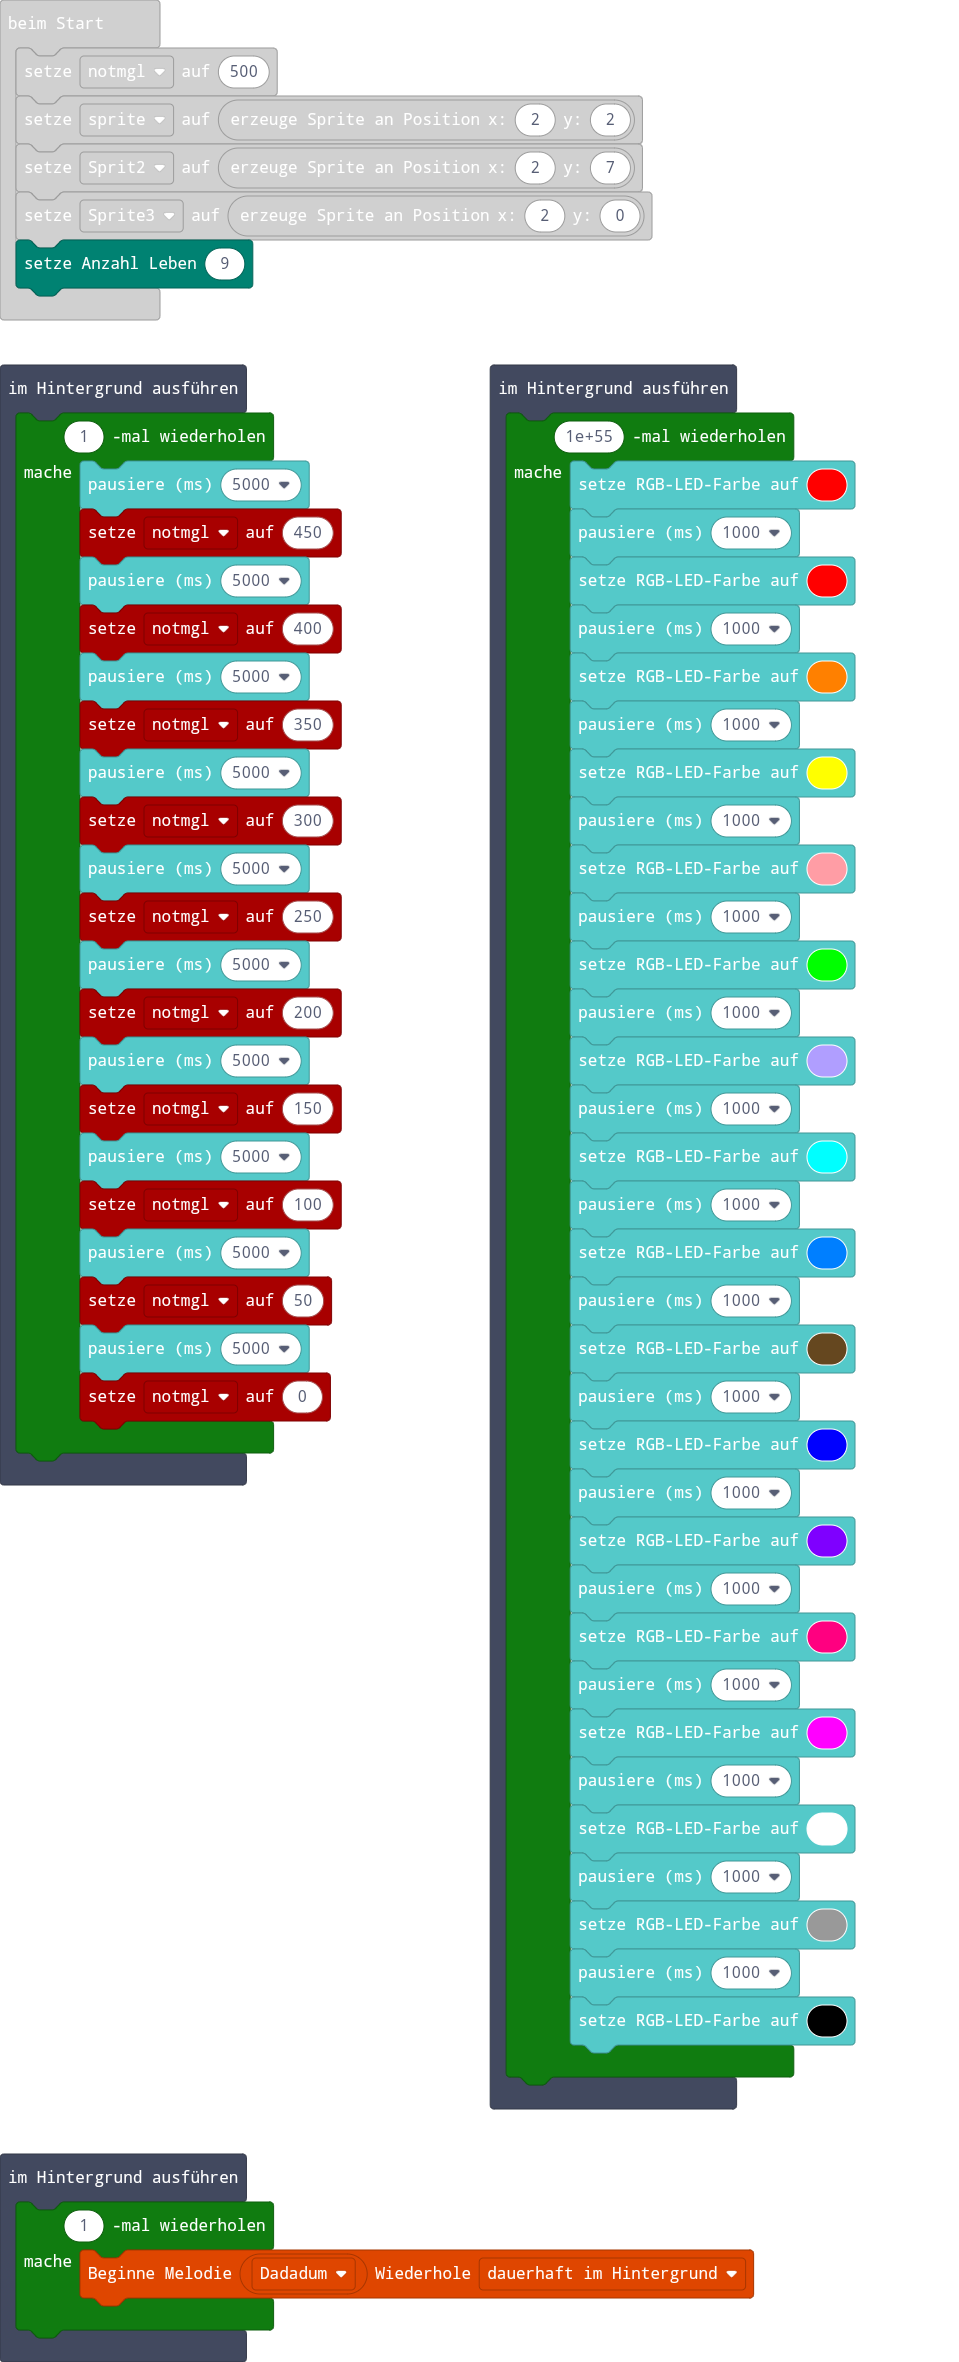 beim Start
setze notmgl auf 500
setze sprite auf erzeuge Sprite an Position x: 2 y: 2
setze Sprit2 auf erzeuge Sprite an Position x: 2 y: 7
setze Sprite3 auf erzeuge Sprite an Position x: 2 y: 0
setze Anzahl Leben 9
im Hintergrund ausführen
1 -mal wiederholen
mache
pausiere (ms) 5000
setze notmgl auf 450
pausiere (ms) 5000
setze notmgl auf 400
pausiere (ms) 5000
setze notmgl auf 350
pausiere (ms) 5000
setze notmgl auf 300
pausiere (ms) 5000
setze notmgl auf 250
pausiere (ms) 5000
setze notmgl auf 200
pausiere (ms) 5000
setze notmgl auf 150
pausiere (ms) 5000
setze notmgl auf 100
pausiere (ms) 5000
setze notmgl auf 50
pausiere (ms) 5000
setze notmgl auf 0
im Hintergrund ausführen
1e+55 -mal wiederholen
mache
setze RGB-LED-Farbe auf
pausiere (ms) 1000
setze RGB-LED-Farbe auf
pausiere (ms) 1000
setze RGB-LED-Farbe auf
pausiere (ms) 1000
setze RGB-LED-Farbe auf
pausiere (ms) 1000
setze RGB-LED-Farbe auf
pausiere (ms) 1000
setze RGB-LED-Farbe auf
pausiere (ms) 1000
setze RGB-LED-Farbe auf
pausiere (ms) 1000
setze RGB-LED-Farbe auf
pausiere (ms) 1000
setze RGB-LED-Farbe auf
pausiere (ms) 1000
setze RGB-LED-Farbe auf
pausiere (ms) 1000
setze RGB-LED-Farbe auf
pausiere (ms) 1000
setze RGB-LED-Farbe auf
pausiere (ms) 1000
setze RGB-LED-Farbe auf
pausiere (ms) 1000
setze RGB-LED-Farbe auf
pausiere (ms) 1000
setze RGB-LED-Farbe auf
pausiere (ms) 1000
setze RGB-LED-Farbe auf
pausiere (ms) 1000
setze RGB-LED-Farbe auf
im Hintergrund ausführen
1 -mal wiederholen
mache
Beginne Melodie Dadadum Wiederhole dauerhaft im Hintergrund